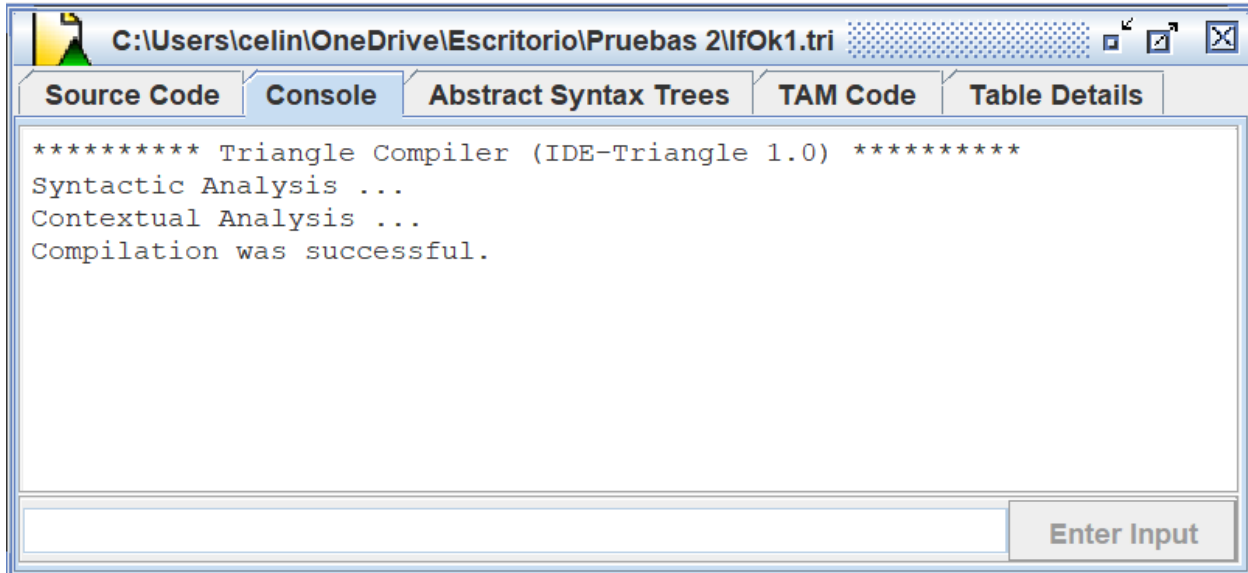 C:\Users\celin\OneDrive\Escritorio\Pruebas 2\IfOk1.tri
Source Code Console Abstract Syntax Trees TAM Code Table Details
********** Triangle Compiler (IDE-Triangle 1.0) **********
Syntactic Analysis ...
Contextual Analysis ...
Compilation was successful.
Enter Input